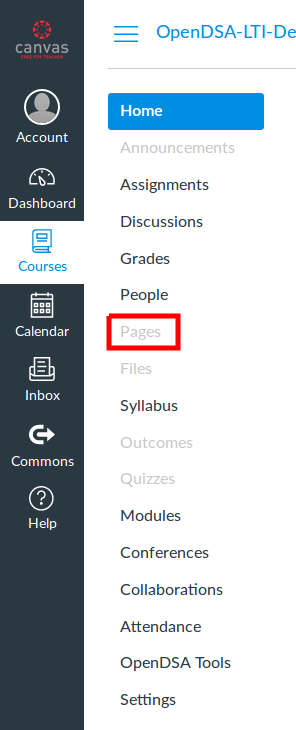 canvas
FREE FOR TEACHER
Account
Dashboard
Courses
Calendar
Inbox
Commons
Help
OpenDSA-LTI-De
Home
Announcements
Assignments
Discussions
Grades
People
Pages
Files
Syllabus
Outcomes
Quizzes
Modules
Conferences
Collaborations
Attendance
OpenDSA Tools
Settings